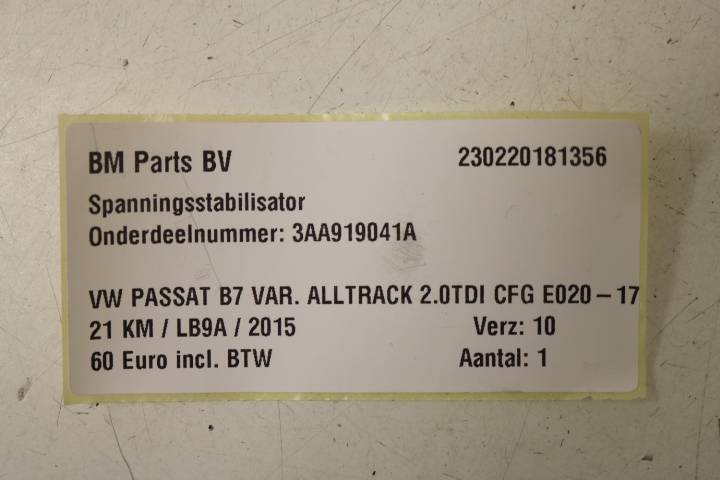 BM Parts BV 230220181356
Spanningsstabilisator
Onderdeelnummer: 3AA919041A
VW PASSAT B7 VAR. ALLTRACK 2.0TDI CFG E020 – 17
21 KM / LB9A / 2015 Verz: 10
60 Euro incl. BTW Aantal: 1